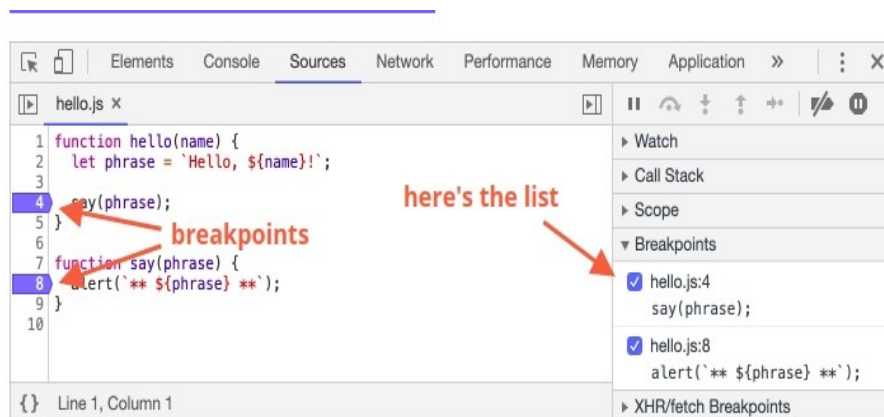 Elements Console Sources Network Performance Memory Application »
hello.js ×
1 function hello(name) {
2 let phrase = `Hello, ${name}!`;
3
4 say(phrase);
5 }
6
7 function say(phrase) {
8 alert(`** ${phrase} **`);
9 }
10
breakpoints
{} Line 1, Column 1
here's the list
Watch
Call Stack
Scope
Breakpoints
hello.js:4
say(phrase);
hello.js:8
alert(`** ${phrase} **`);
XHR/fetch Breakpoints